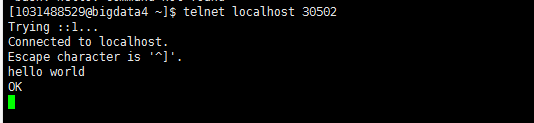 [1031488529@bigdata4 ~]$ telnet localhost 30502
Trying ::1...
Connected to localhost.
Escape character is '^]'.
hello world
OK